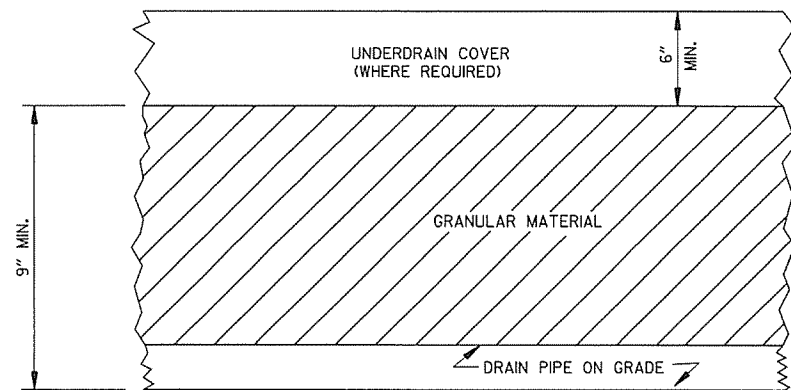 UNDERDRAIN COVER
(WHERE REQUIRED)
6" MIN.
9" MIN.
GRANULAR MATERIAL
DRAIN PIPE ON GRADE